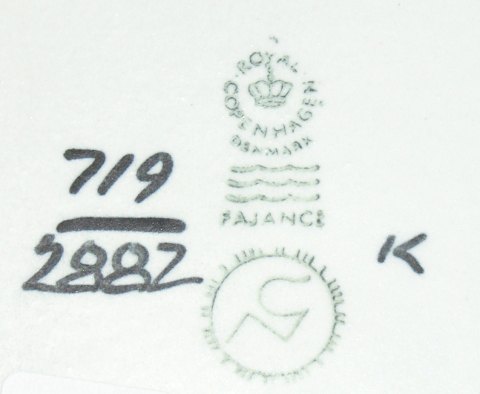 ROYAL
COPENHAGEN
DENMARK
FAJANCE
719
2882
K